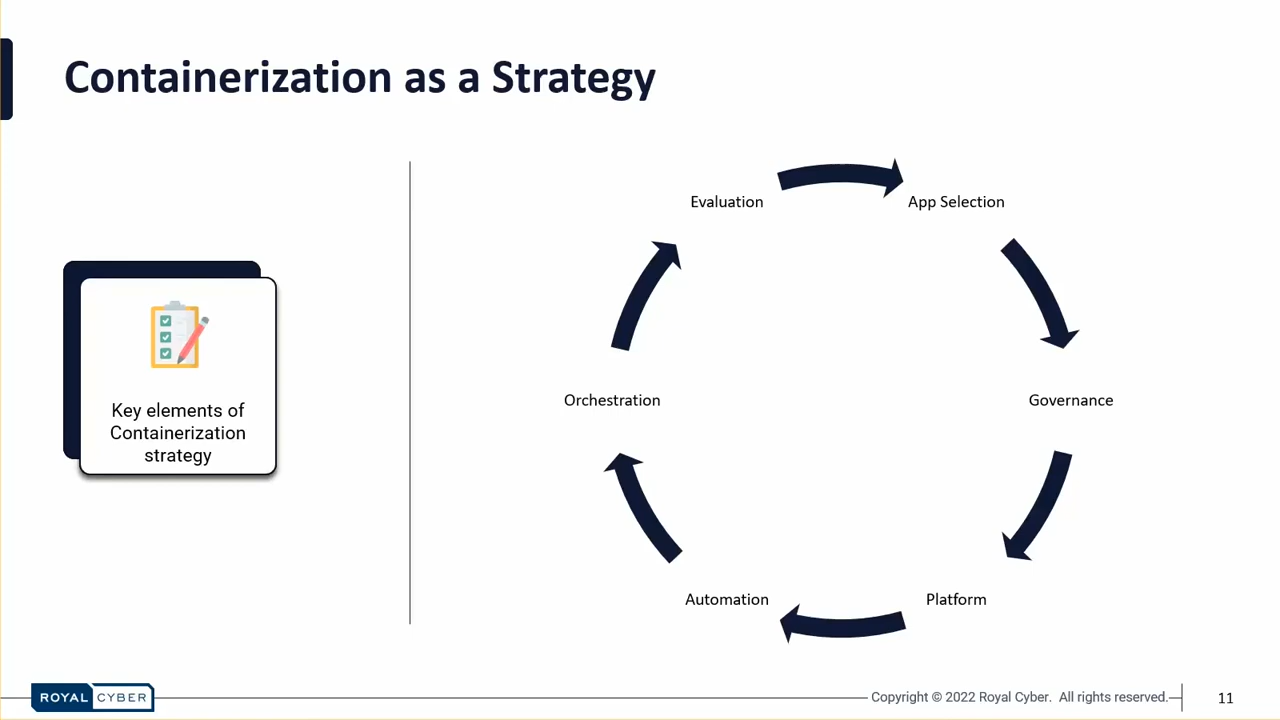 Containerization as a Strategy
Key elements of
Containerization
strategy
Evaluation
App Selection
Governance
Platform
Automation
Orchestration
ROYAL CYBER
Copyright © 2022 Royal Cyber. All rights reserved.
11